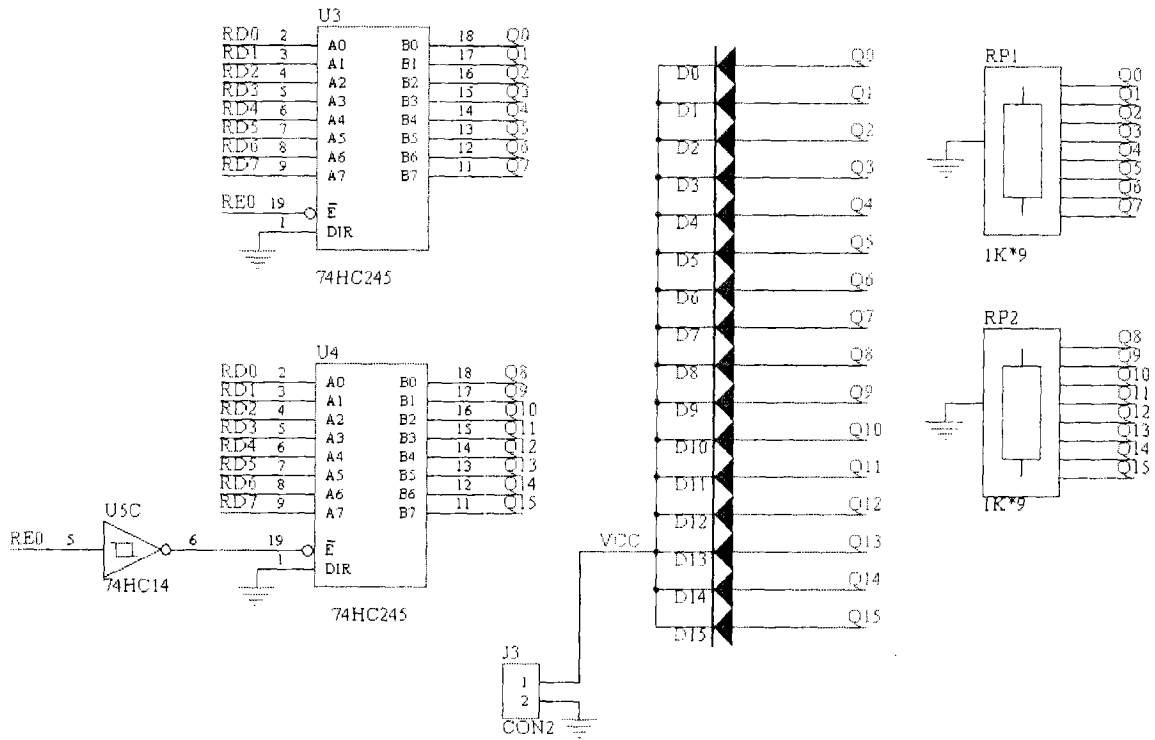 U3
RD0 2 A0 B0 18 Q0
RD1 3 A1 B1 17 Q1
RD2 4 A2 B2 16 Q2
RD3 5 A3 B3 15 Q3
RD4 6 A4 B4 14 Q4
RD5 7 A5 B5 13 Q5
RD6 8 A6 B6 12 Q6
RD7 9 A7 B7 11 Q7
RE0 19 E
1 DIR
74HC245
U4
RD0 2 A0 B0 18 Q8
RD1 3 A1 B1 17 Q9
RD2 4 A2 B2 16 Q10
RD3 5 A3 B3 15 Q11
RD4 6 A4 B4 14 Q12
RD5 7 A5 B5 13 Q13
RD6 8 A6 B6 12 Q14
RD7 9 A7 B7 11 Q15
U5C
RE0 5 6 19 E
1 DIR
74HC14
74HC245
D0 Q0
D1 Q1
D2 Q2
D3 Q3
D4 Q4
D5 Q5
D6 Q6
D7 Q7
D8 Q8
D9 Q9
D10 Q10
D11 Q11
D12 Q12
VCC D13 Q13
D14 Q14
D15 Q15
J3
1
2
CON2
RP1
Q0
Q1
Q2
Q3
Q4
Q5
Q6
Q7
1K*9
RP2
Q8
Q9
Q10
Q11
Q12
Q13
Q14
Q15
1K*9